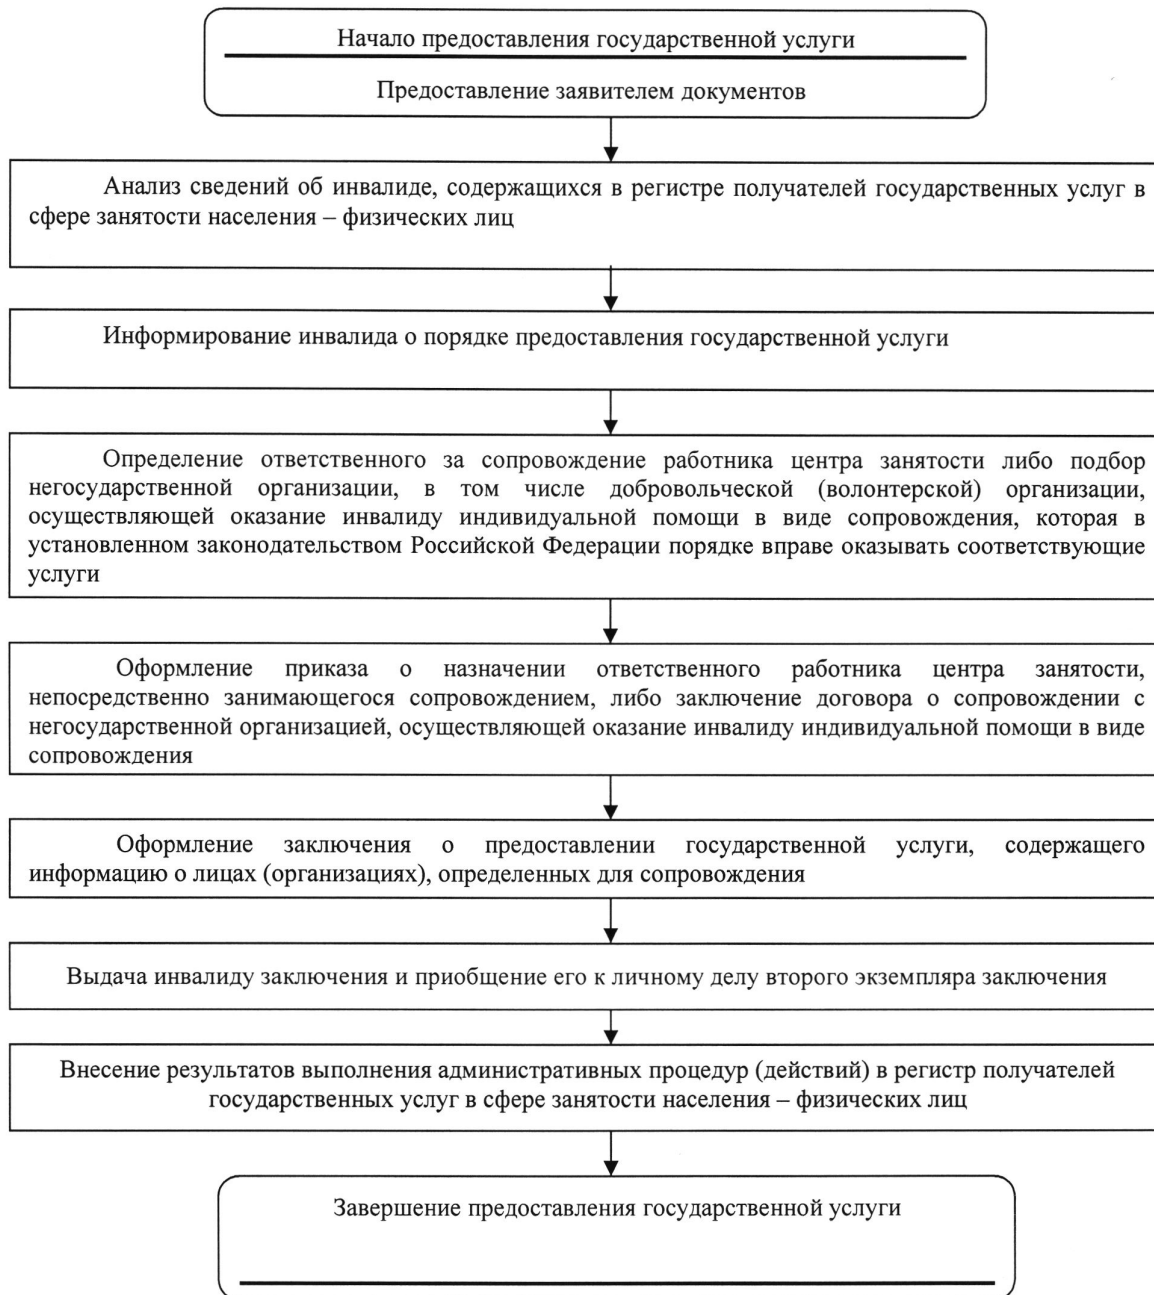 Начало предоставления государственной услуги
Предоставление заявителем документов
Анализ сведений об инвалиде, содержащихся в регистре получателей государственных услуг в
сфере занятости населения – физических лиц
Информирование инвалида о порядке предоставления государственной услуги
Определение ответственного за сопровождение работника центра занятости либо подбор
негосударственной организации, в том числе добровольческой (волонтерской) организации,
осуществляющей оказание инвалиду индивидуальной помощи в виде сопровождения, которая в
установленном законодательством Российской Федерации порядке вправе оказывать соответствующие
услуги
Оформление приказа о назначении ответственного работника центра занятости,
непосредственно занимающегося сопровождением, либо заключение договора о сопровождении с
негосударственной организацией, осуществляющей оказание инвалиду индивидуальной помощи в виде
сопровождения
Оформление заключения о предоставлении государственной услуги, содержащего
информацию о лицах (организациях), определенных для сопровождения
Выдача инвалиду заключения и приобщение его к личному делу второго экземпляра заключения
Внесение результатов выполнения административных процедур (действий) в регистр получателей
государственных услуг в сфере занятости населения – физических лиц
Завершение предоставления государственной услуги